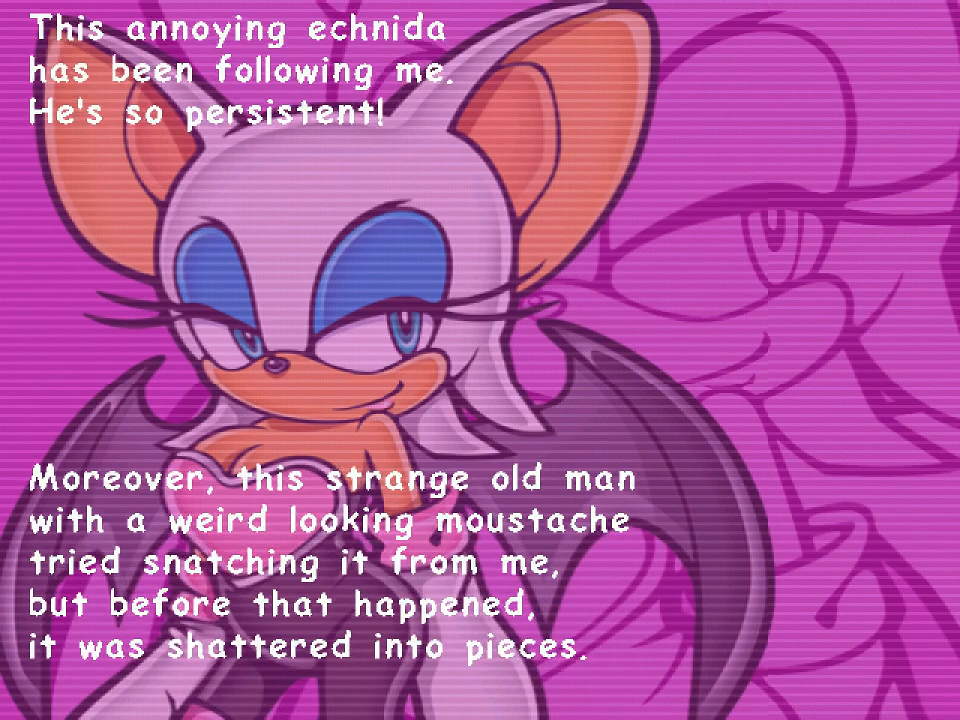 This annoying echnida
has been following me.
He's so persistent!
Moreover, this strange old man
with a weird looking moustache
tried snatching it from me,
but before that happened,
it was shattered into pieces.